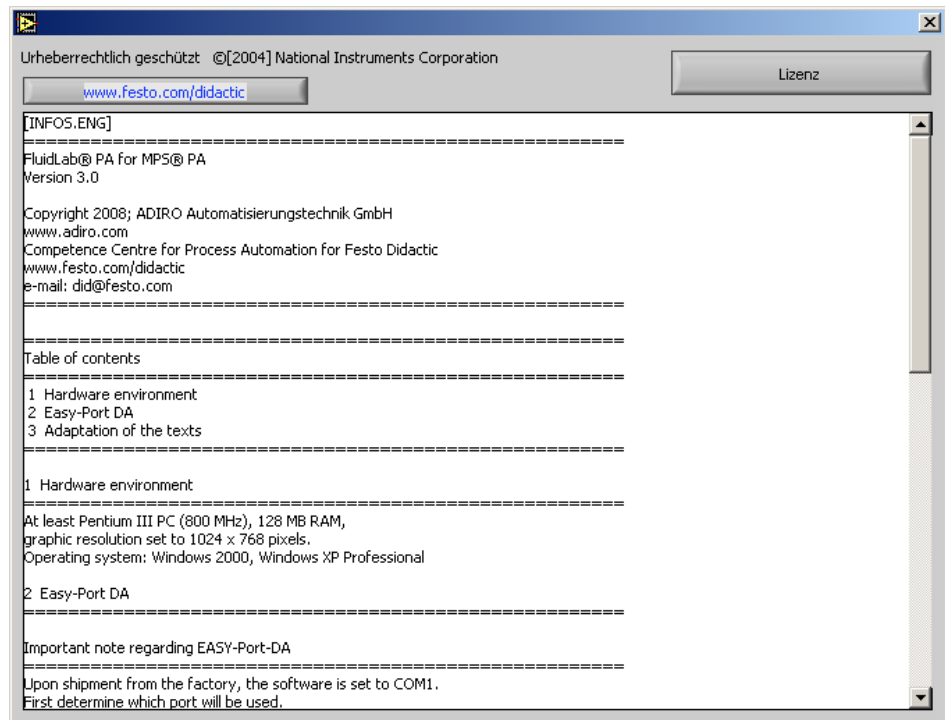 Urheberrechtlich geschützt ©[2004] National Instruments Corporation
Lizenz
www.festo.com/didactic
[INFOS.ENG]
==========================================================
FluidLab® PA for MPS® PA
Version 3.0
Copyright 2008; ADIRO Automatisierungstechnik GmbH
www.adiro.com
Competence Centre for Process Automation for Festo Didactic
www.festo.com/didactic
e-mail: did@festo.com
==========================================================
==========================================================
Table of contents
==========================================================
1 Hardware environment
2 Easy-Port DA
3 Adaptation of the texts
==========================================================
1 Hardware environment
==========================================================
At least Pentium III PC (800 MHz), 128 MB RAM,
graphic resolution set to 1024 x 768 pixels.
Operating system: Windows 2000, Windows XP Professional
2 Easy-Port DA
==========================================================
Important note regarding EASY-Port-DA
==========================================================
Upon shipment from the factory, the software is set to COM1.
First determine which port will be used.